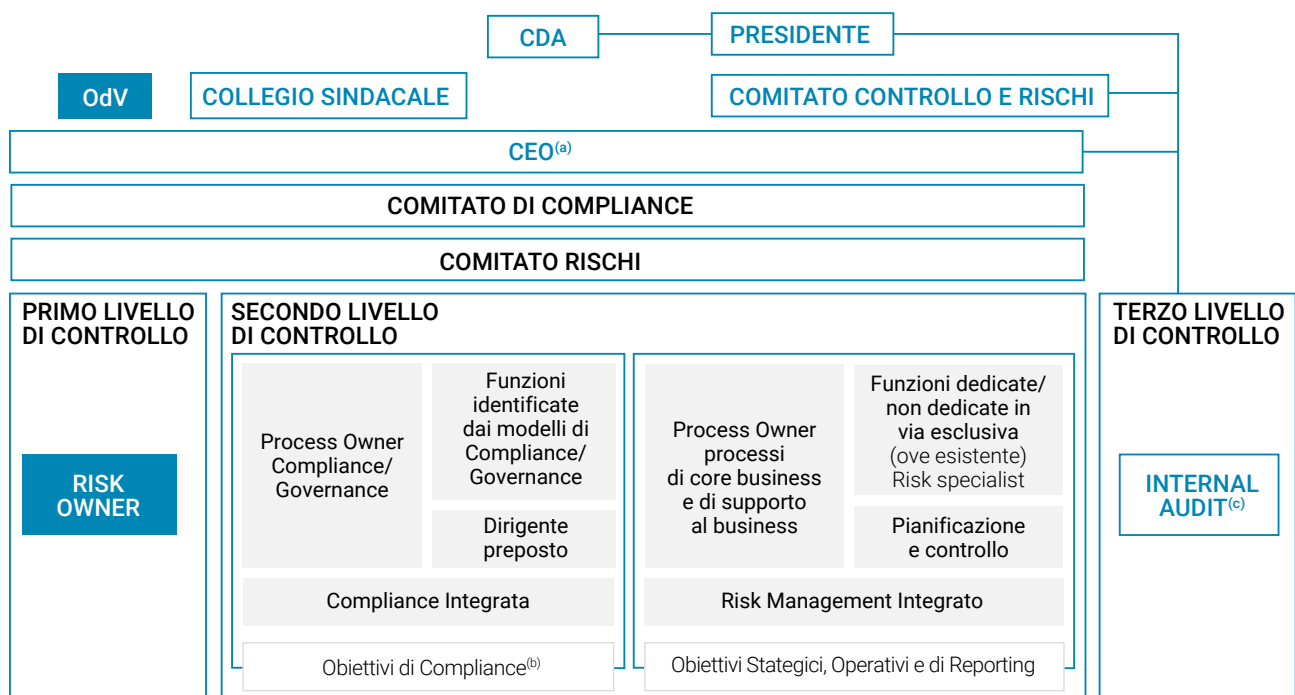 CDA
PRESIDENTE
OdV
COLLEGIO SINDACALE
COMITATO CONTROLLO E RISCHI
CEO(a)
COMITATO DI COMPLIANCE
COMITATO RISCHI
PRIMO LIVELLO
DI CONTROLLO
RISK
OWNER
SECONDO LIVELLO
DI CONTROLLO
Process Owner
Compliance/
Governance
Funzioni
identificate
dai modelli di
Compliance/
Governance
Dirigente
preposto
Compliance Integrata
Obiettivi di Compliance(b)
Process Owner
processi
di core business
e di supporto
al business
Funzioni dedicate/
non dedicate in
via esclusiva
(ove esistente)
Risk specialist
Pianificazione
e controllo
Risk Management Integrato
Obiettivi Stategici, Operativi e di Reporting
TERZO LIVELLO
DI CONTROLLO
INTERNAL
AUDIT(c)